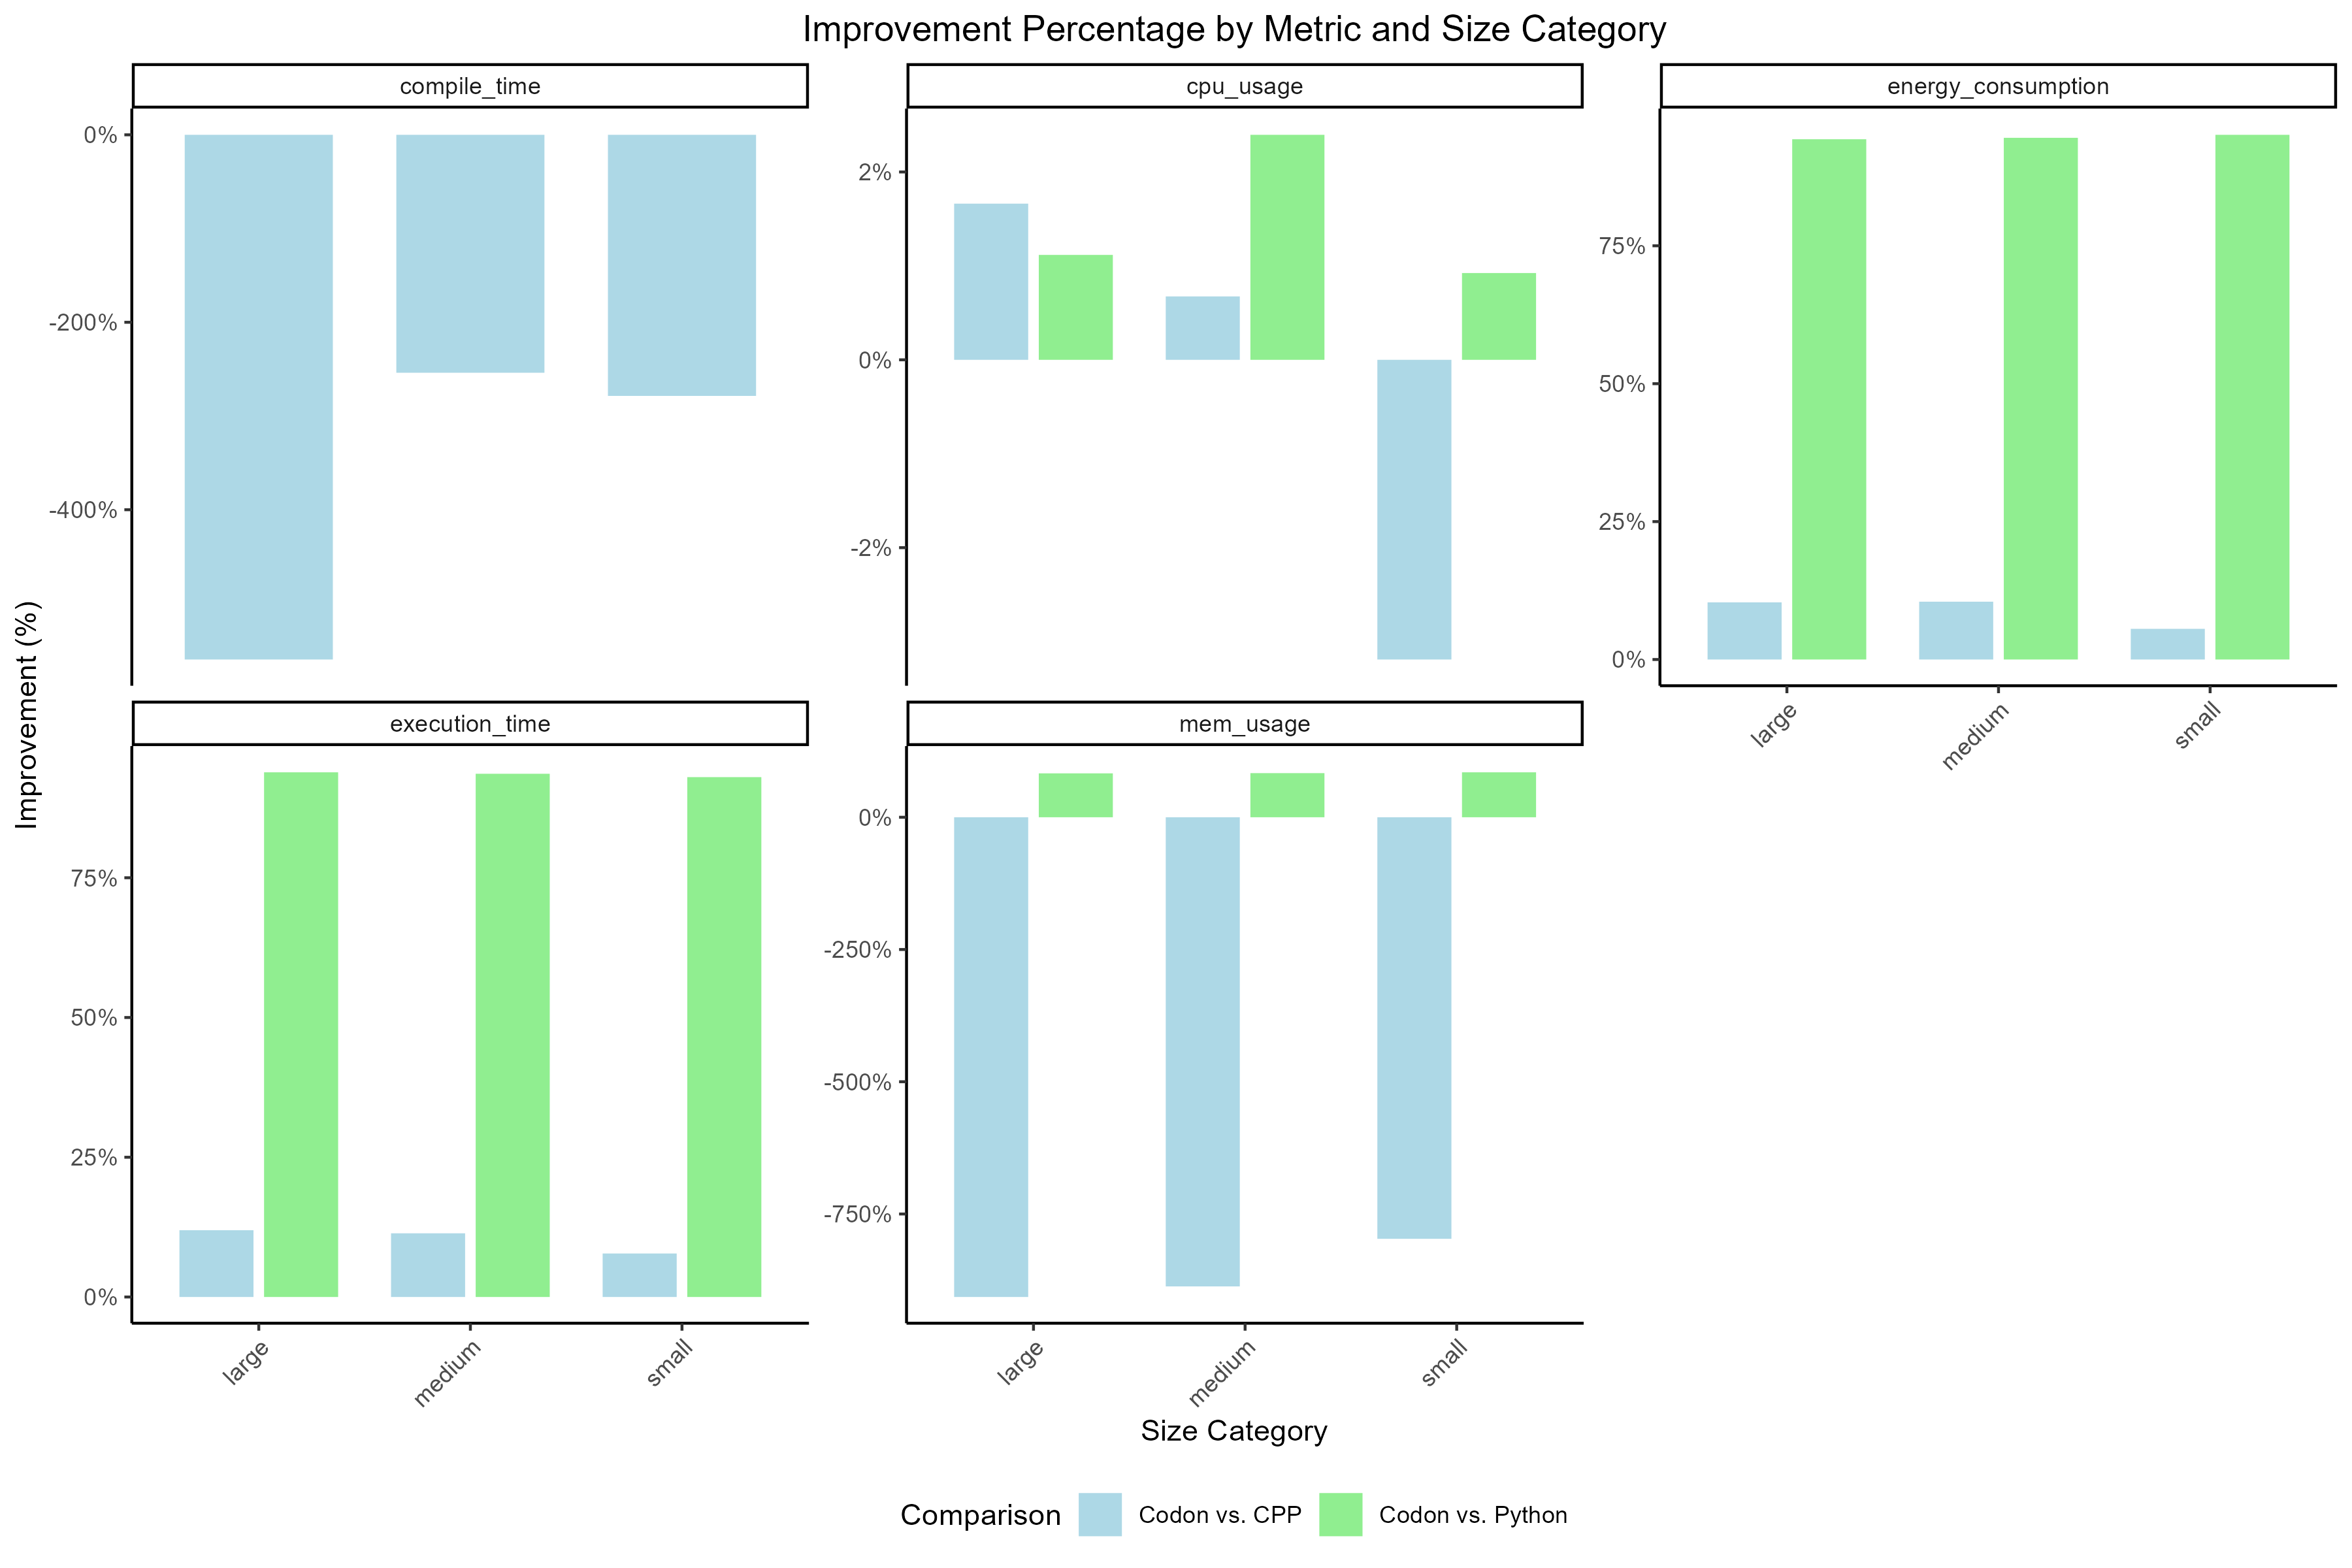 Improvement Percentage by Metric and Size Category
compile_time
cpu_usage
energy_consumption
0%
-200%
-400%
2%
0%
-2%
75%
50%
25%
0%
large
medium
small
Improvement (%)
execution_time
mem_usage
75%
50%
25%
0%
0%
-250%
-500%
-750%
large
medium
small
large
medium
small
Size Category
Comparison Codon vs. CPP Codon vs. Python